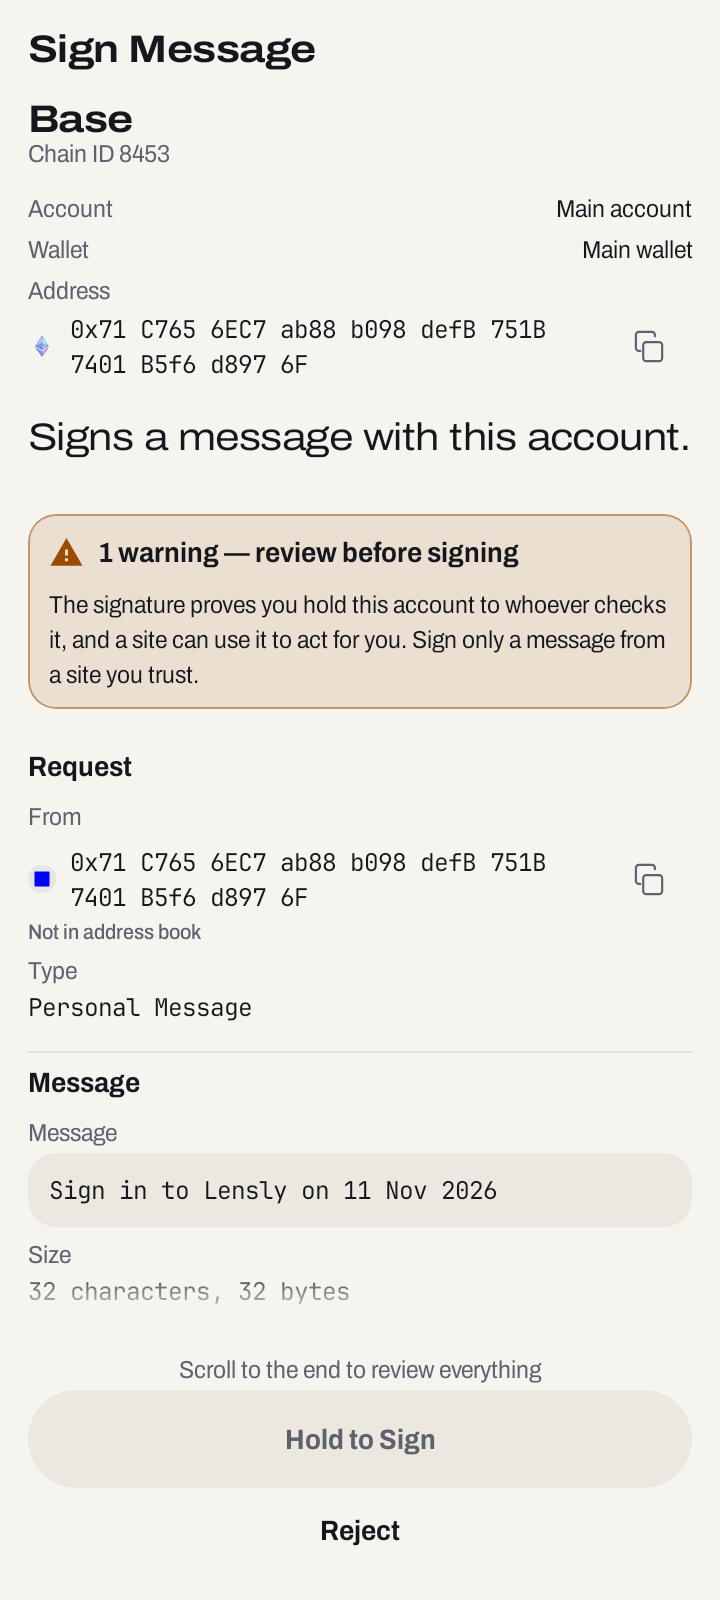 Sign Message
Base
Chain ID 8453
Account
Main account
Wallet
Main wallet
Address
0x71 C765 6EC7 ab88 b098 defB 751B
7401 B5f6 d897 6F
Signs a message with this account.
1 warning — review before signing
The signature proves you hold this account to whoever checks
it, and a site can use it to act for you. Sign only a message from
a site you trust.
Request
From
0x71 C765 6EC7 ab88 b098 defB 751B
7401 B5f6 d897 6F
Not in address book
Type
Personal Message
Message
Message
Sign in to Lensly on 11 Nov 2026
Size
32 characters, 32 bytes
Scroll to the end to review everything
Hold to Sign
Reject